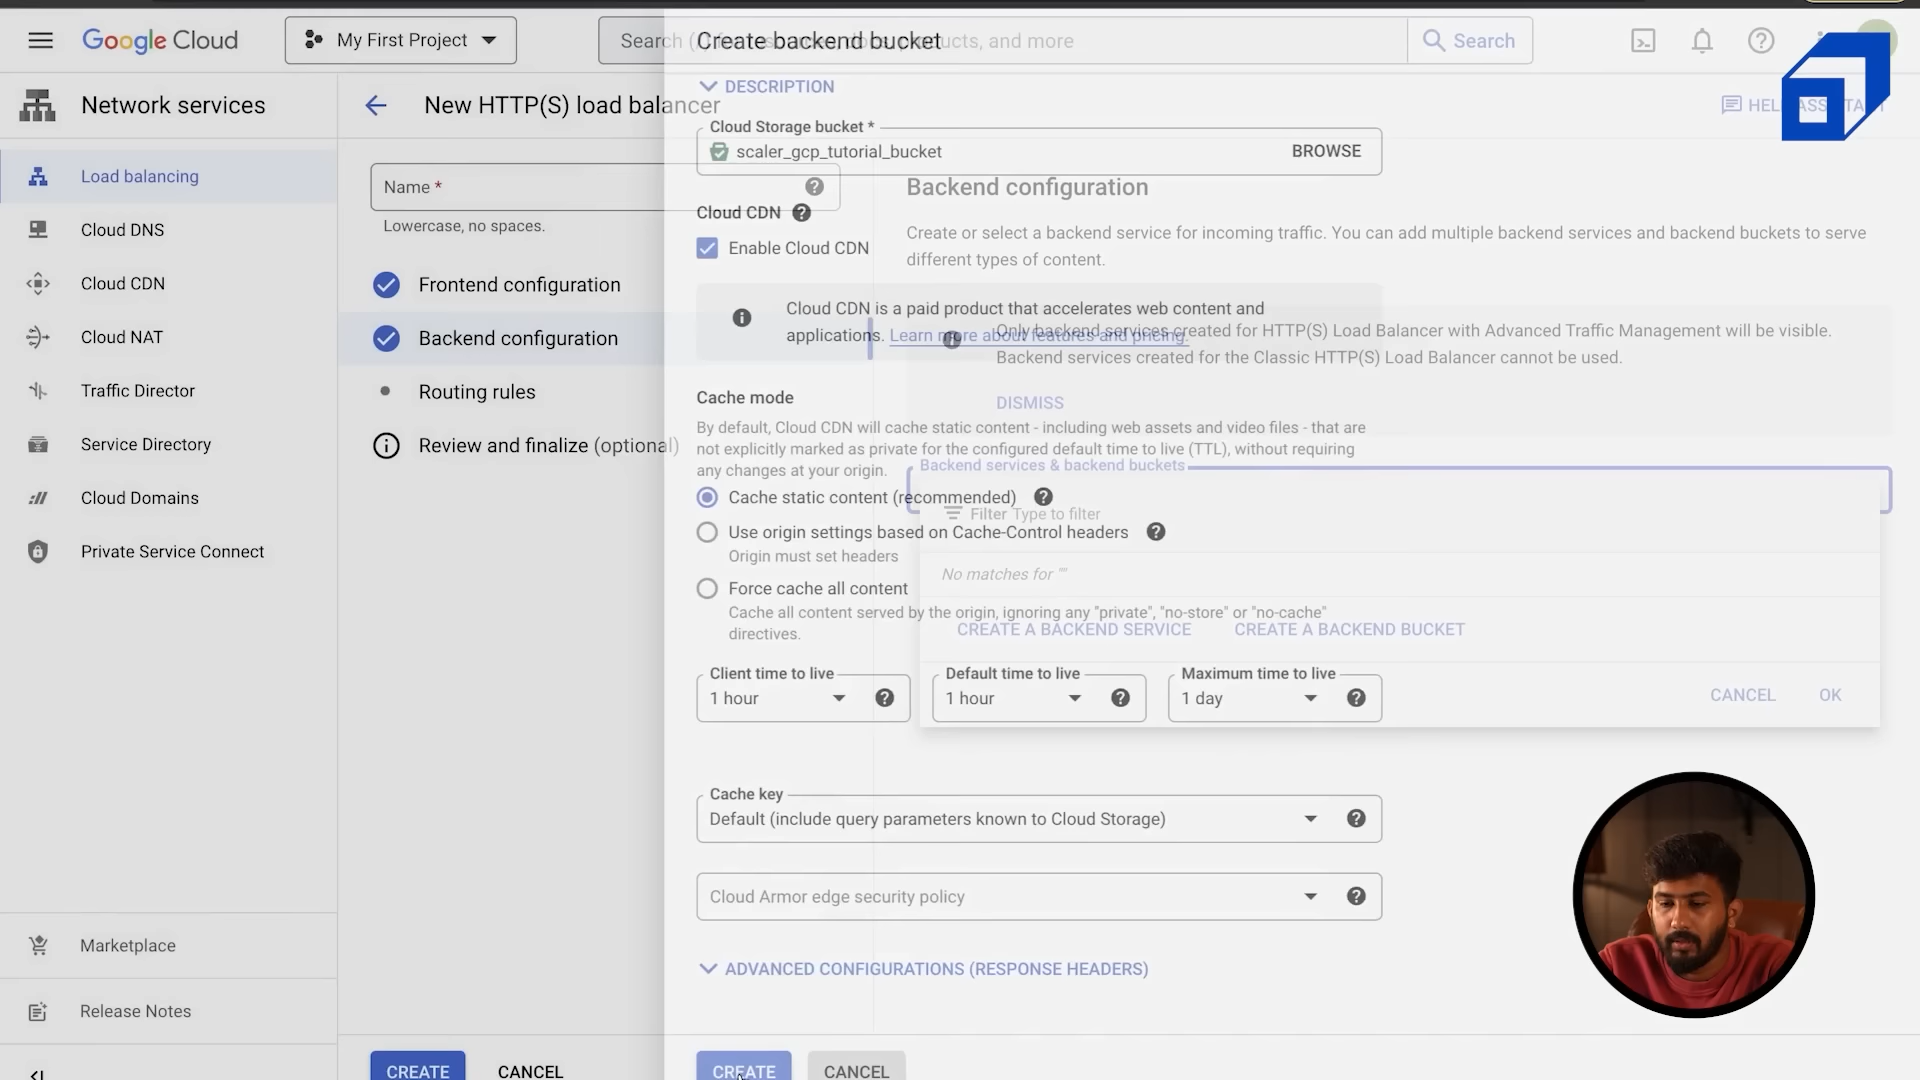 Google Cloud
My First Project
Search (/) for resources, docs, products, and more
Search
Create backend bucket
Network services
New HTTP(S) load balancer
HELP ASSISTANT
Load balancing
Cloud DNS
Cloud CDN
Cloud NAT
Traffic Director
Service Directory
Cloud Domains
Private Service Connect
Marketplace
Release Notes
Name *
Lowercase, no spaces.
Frontend configuration
Backend configuration
Routing rules
Review and finalize (optional)
CREATE
CANCEL
DESCRIPTION
Cloud Storage bucket *
scaler_gcp_tutorial_bucket
BROWSE
Cloud CDN
Enable Cloud CDN
Cloud CDN is a paid product that accelerates web content and
applications. Learn more about features and pricing.
Cache mode
By default, Cloud CDN will cache static content - including web assets and video files - that are
not explicitly marked as private for the configured default time to live (TTL), without requiring
any changes at your origin.
Cache static content (recommended)
Use origin settings based on Cache-Control headers
Origin must set headers
Force cache all content
Cache all content served by the origin, ignoring any "private", "no-store" or "no-cache"
directives.
Client time to live
1 hour
Default time to live
1 hour
Maximum time to live
1 day
Cache key
Default (include query parameters known to Cloud Storage)
Cloud Armor edge security policy
ADVANCED CONFIGURATIONS (RESPONSE HEADERS)
CREATE
CANCEL
Backend configuration
Create or select a backend service for incoming traffic. You can add multiple backend services and backend buckets to serve
different types of content.
Only backend services created for HTTP(S) Load Balancer with Advanced Traffic Management will be visible.
Backend services created for the Classic HTTP(S) Load Balancer cannot be used.
DISMISS
Backend services & backend buckets
Filter Type to filter
No matches for ""
CREATE A BACKEND SERVICE
CREATE A BACKEND BUCKET
CANCEL
OK